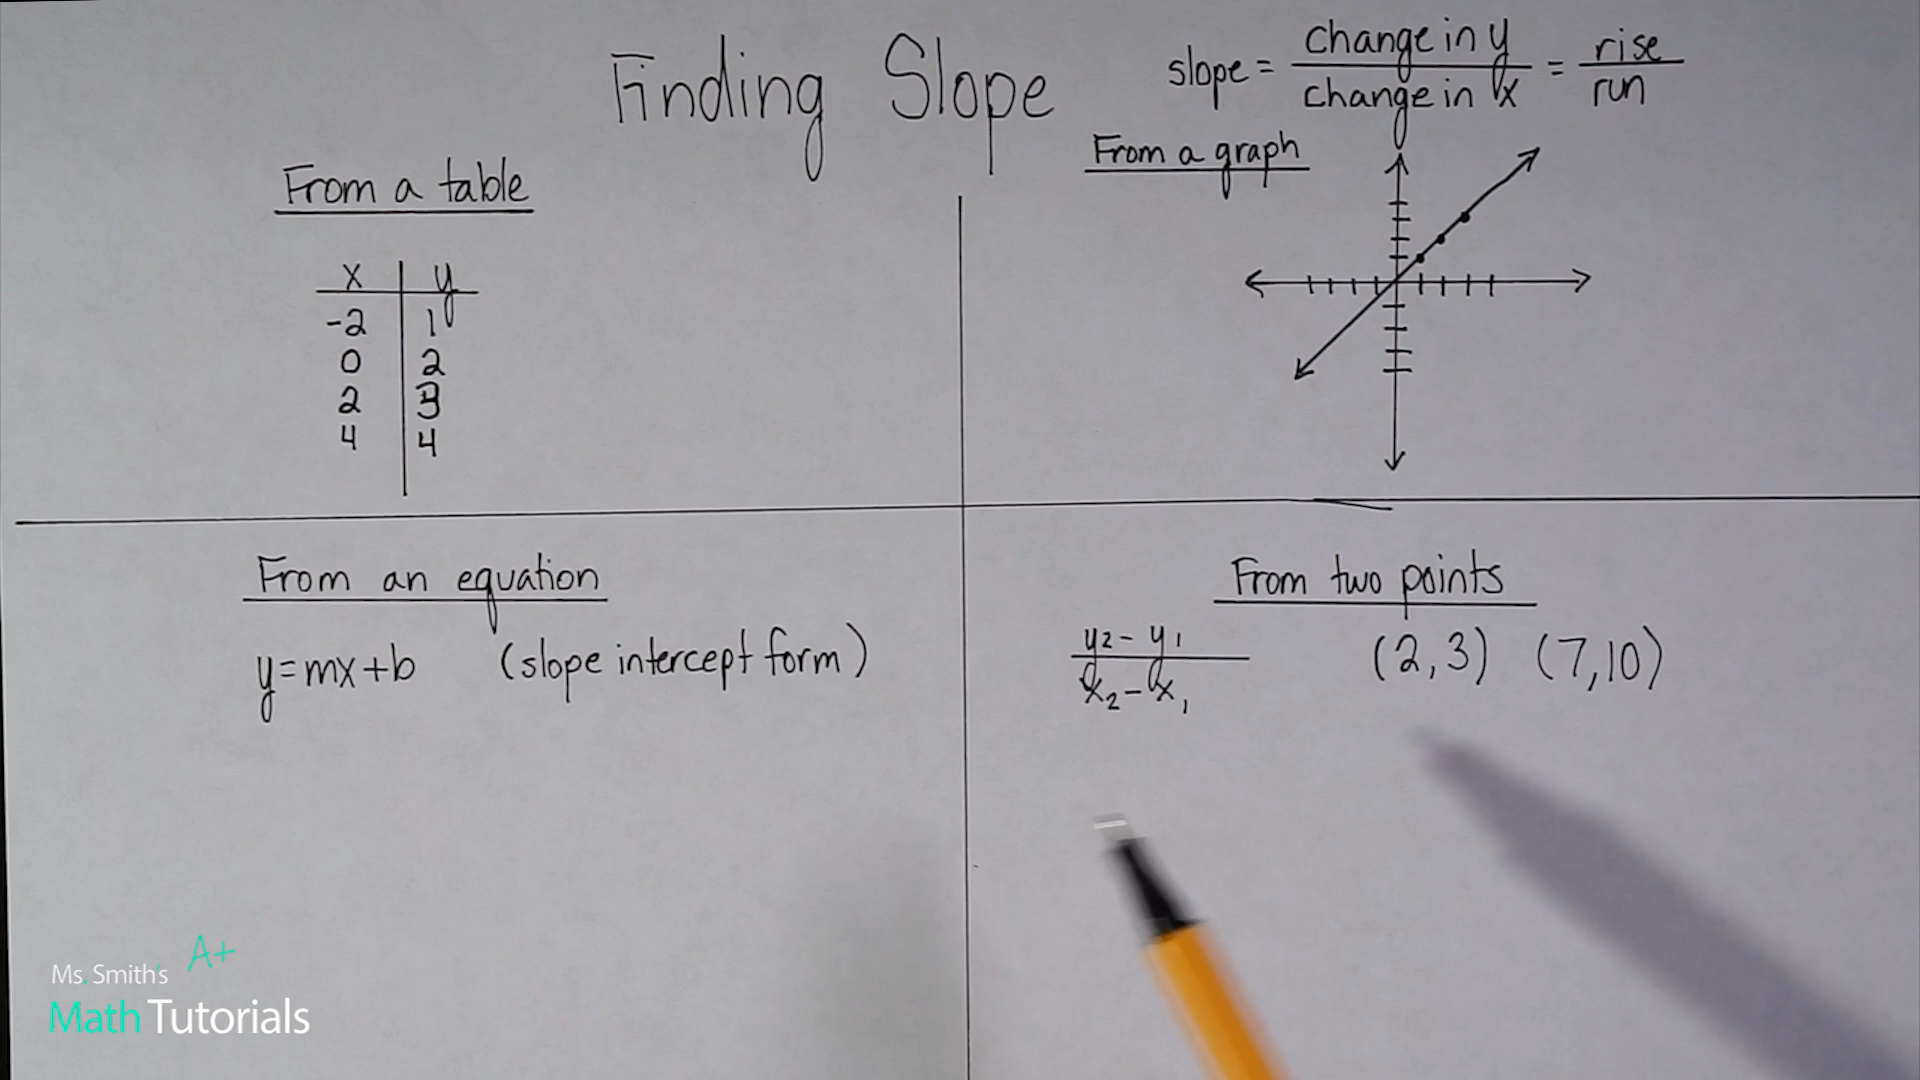 Finding Slope
slope = change in y / change in x = rise / run
From a table
x y
-2 1
0 2
2 3
4 4
From a graph
From an equation
y=mx+b (slope intercept form)
From two points
y2 - y1 / x2 - x1 (2,3) (7,10)
A+
Ms. Smith's
Math Tutorials